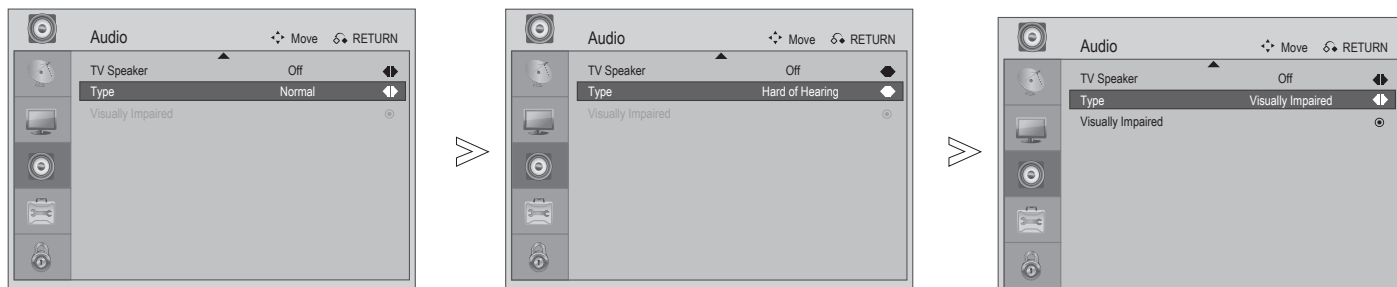 Audio Move RETURN
TV Speaker Off
Type Normal
Visually Impaired
Audio Move RETURN
TV Speaker Off
Type Hard of Hearing
Visually Impaired
Audio Move RETURN
TV Speaker Off
Type Visually Impaired
Visually Impaired